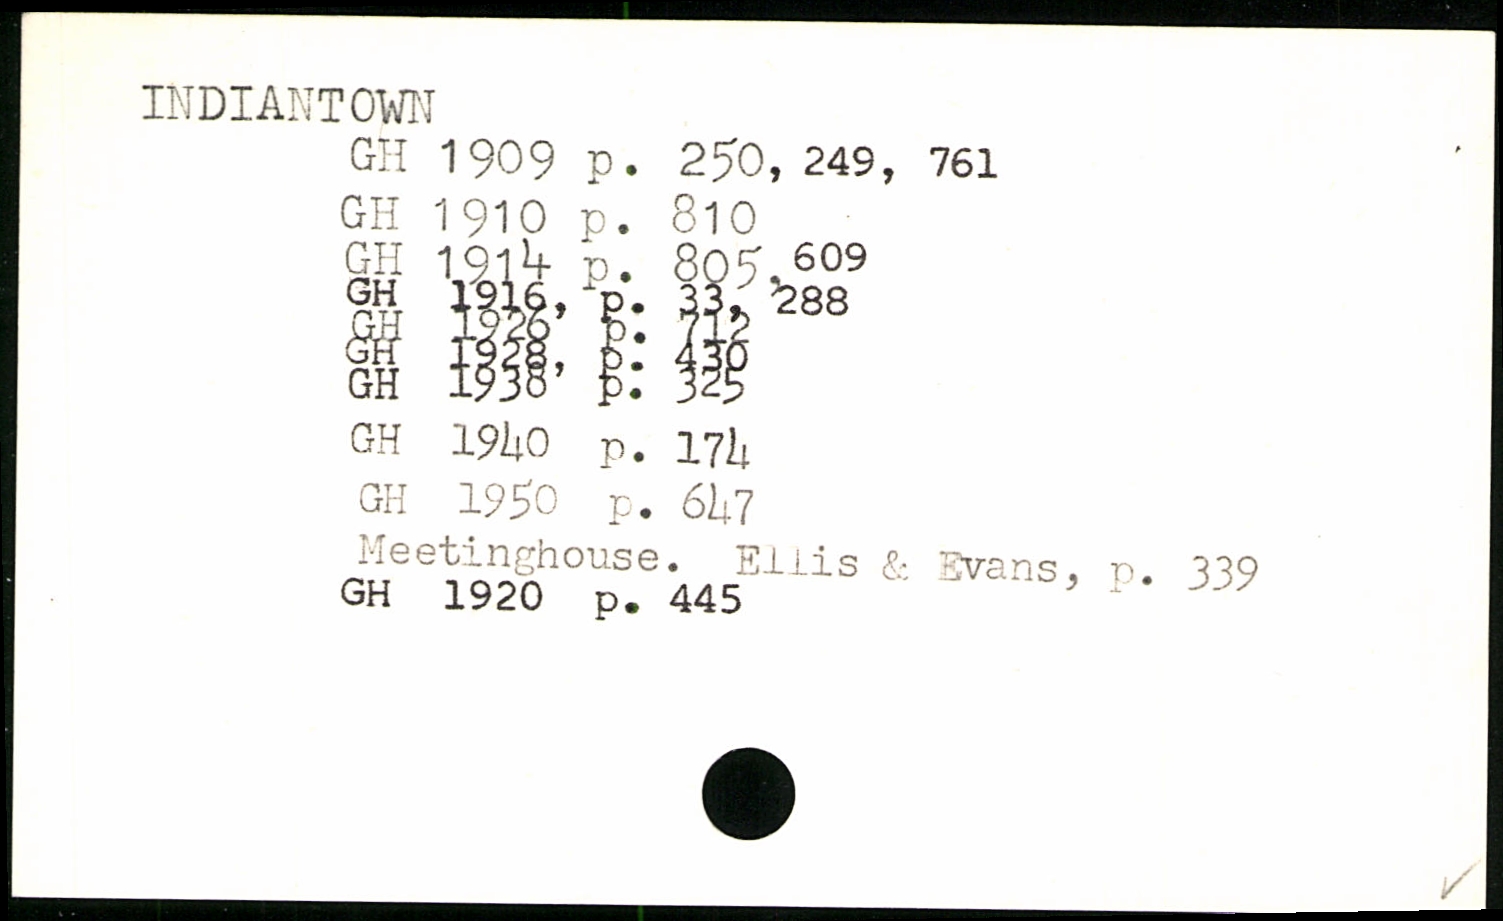 INDIANTOWN
GH 1909 p. 250, 249, 761
GH 1910 p. 810
GH 1914 p. 805, 609
GH 1916, p. 33, 288
GH 1926 p. 712
GH 1928, p. 430
GH 1938 p. 325
GH 1940 p. 174
GH 1950 p. 647
Meetinghouse. Ellis & Evans, p. 339
GH 1920 p. 445